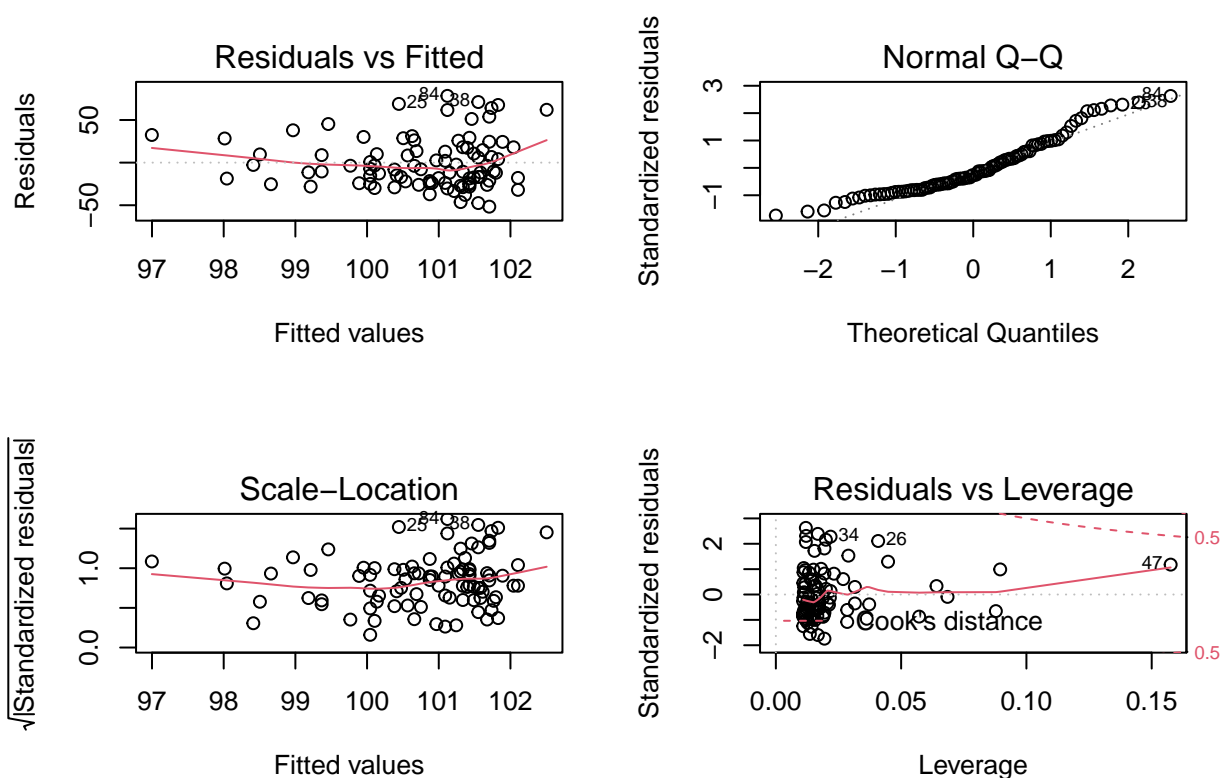 Residuals vs Fitted
Residuals
50
−50
84
25
38
97 98 99 100 101 102
Fitted values
Normal Q−Q
Standardized residuals
3
1
−1
84
38
−2 −1 0 1 2
Theoretical Quantiles
Scale−Location
√|Standardized residuals|
1.0
0.0
84
25
38
97 98 99 100 101 102
Fitted values
Residuals vs Leverage
Standardized residuals
2
0
−2
34
26
47
0.5
0.5
Cook's distance
0.00 0.05 0.10 0.15
Leverage